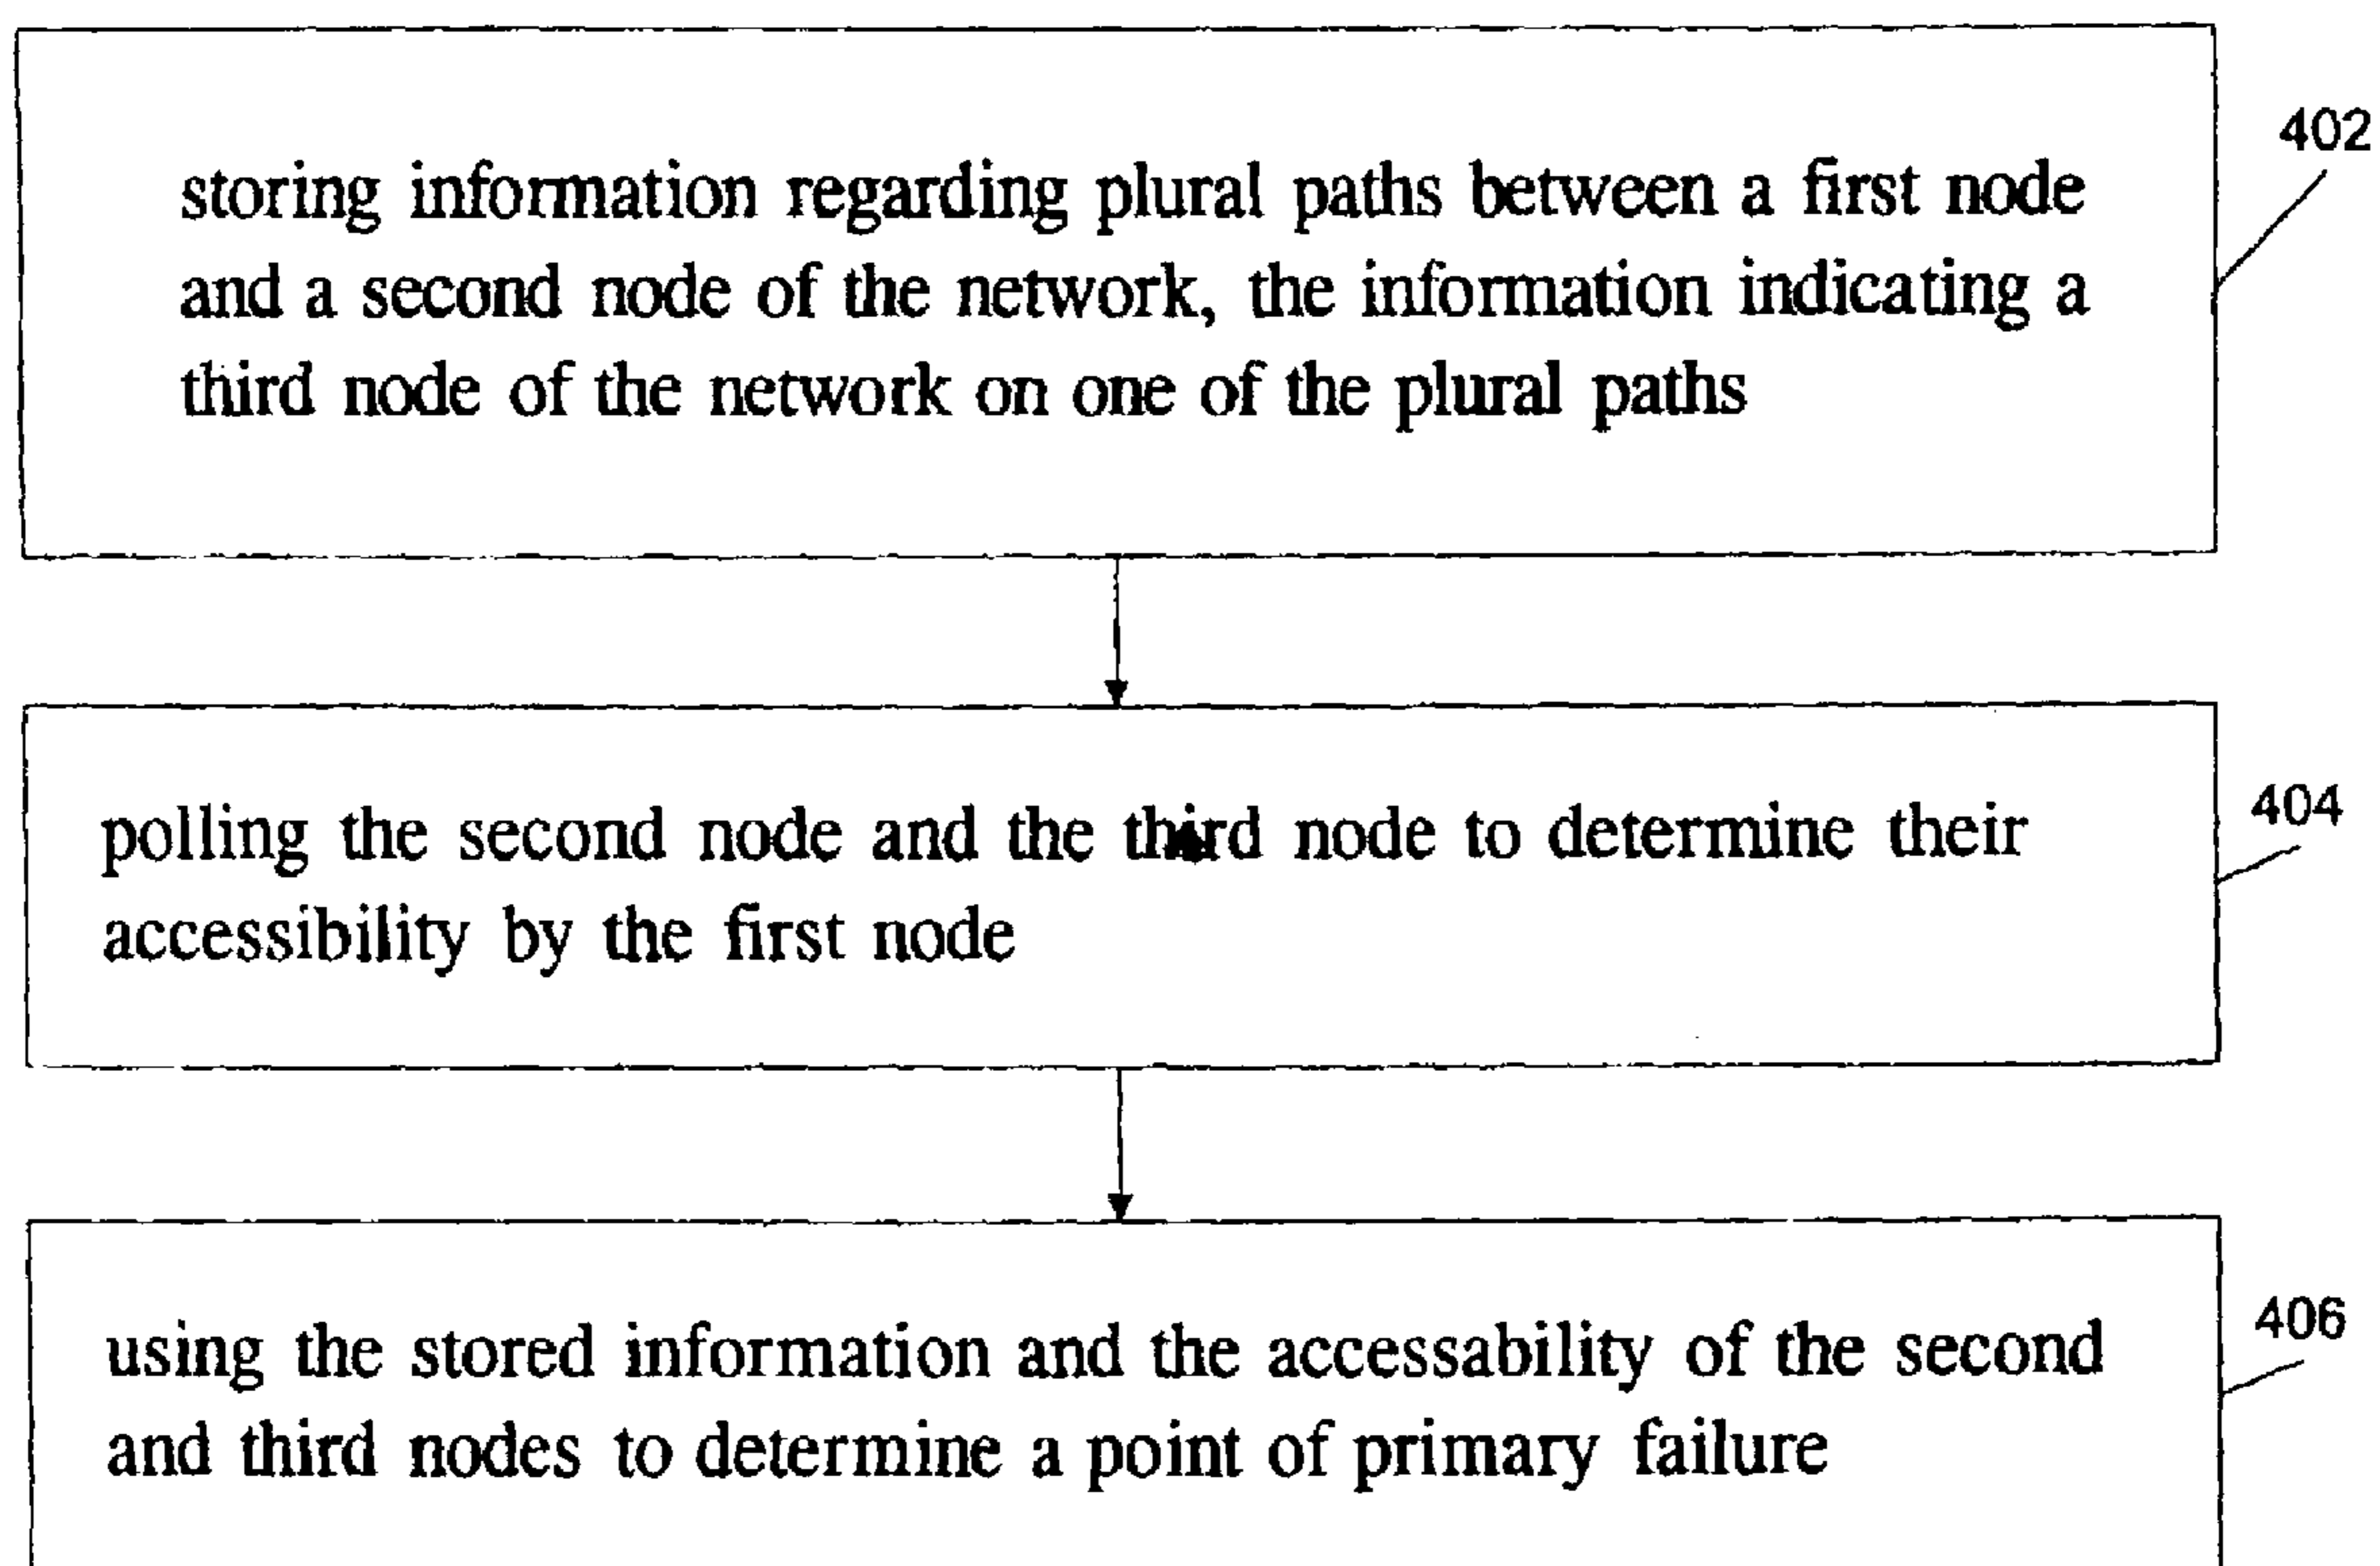 402
storing information regarding plural paths between a first node
and a second node of the network, the information indicating a
third node of the network on one of the plural paths
404
polling the second node and the third node to determine their
accessibility by the first node
406
using the stored information and the accessability of the second
and third nodes to determine a point of primary failure